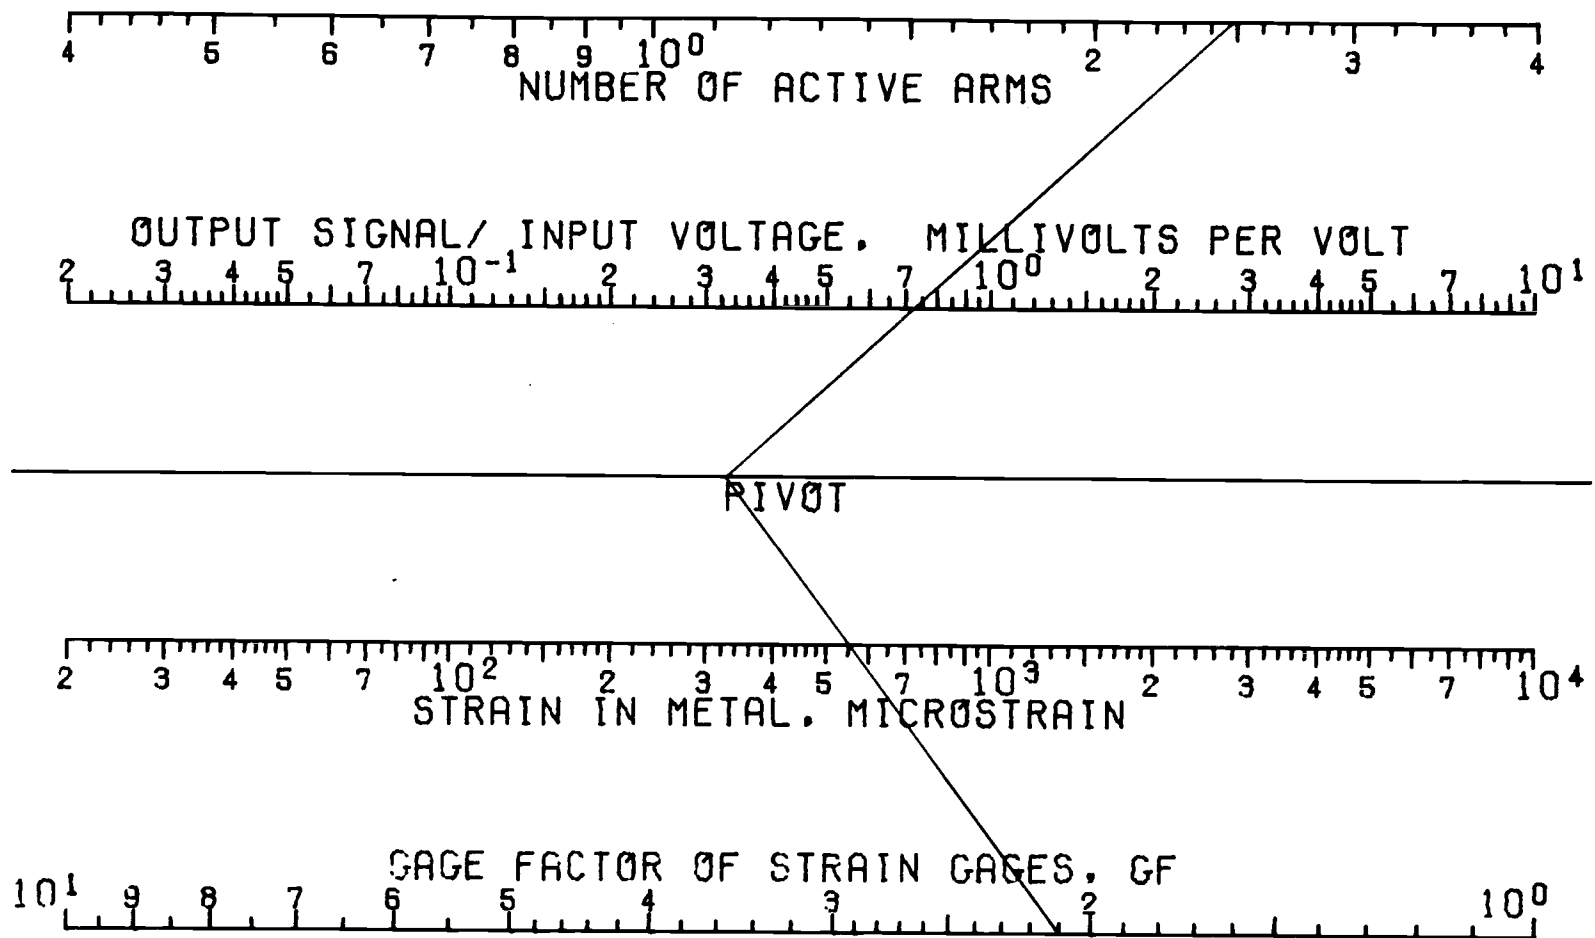 4 5 6 7 8 9 10⁰ 2 3 4
NUMBER OF ACTIVE ARMS
OUTPUT SIGNAL/ INPUT VOLTAGE. MILLIVOLTS PER VOLT
2 3 4 5 7 10⁻¹ 2 3 4 5 7 10⁰ 2 3 4 5 7 10¹
PIVOT
2 3 4 5 7 10² 2 3 4 5 7 10³ 2 3 4 5 7 10⁴
STRAIN IN METAL. MICROSTRAIN
GAGE FACTOR OF STRAIN GAGES. GF
10¹ 9 8 7 6 5 4 3 2 10⁰